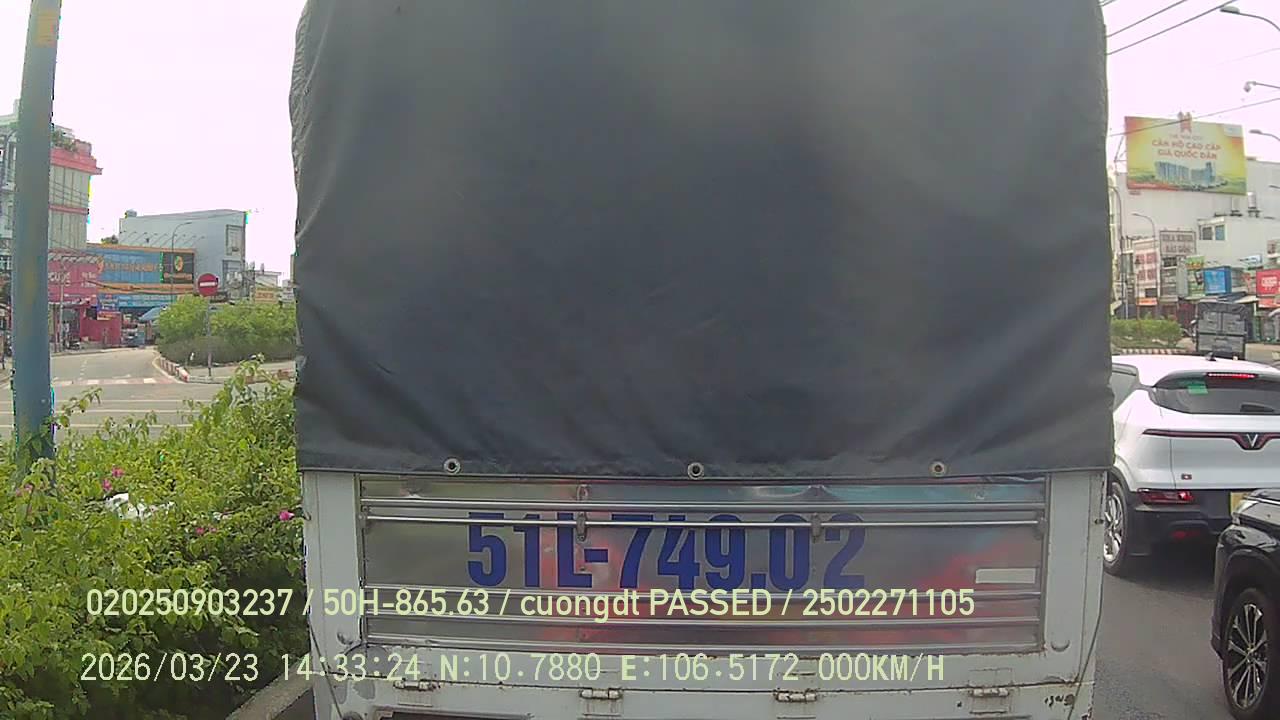 CĂN HỘ CAO CẤP
GIÁ QUỐC DÂN
51L-749.02
020250903237 / 50H-865.63 / cuongdt PASSED / 2502271105
2026/03/23 14:33:24 N:10.7880 E:106.5172 000KM/H